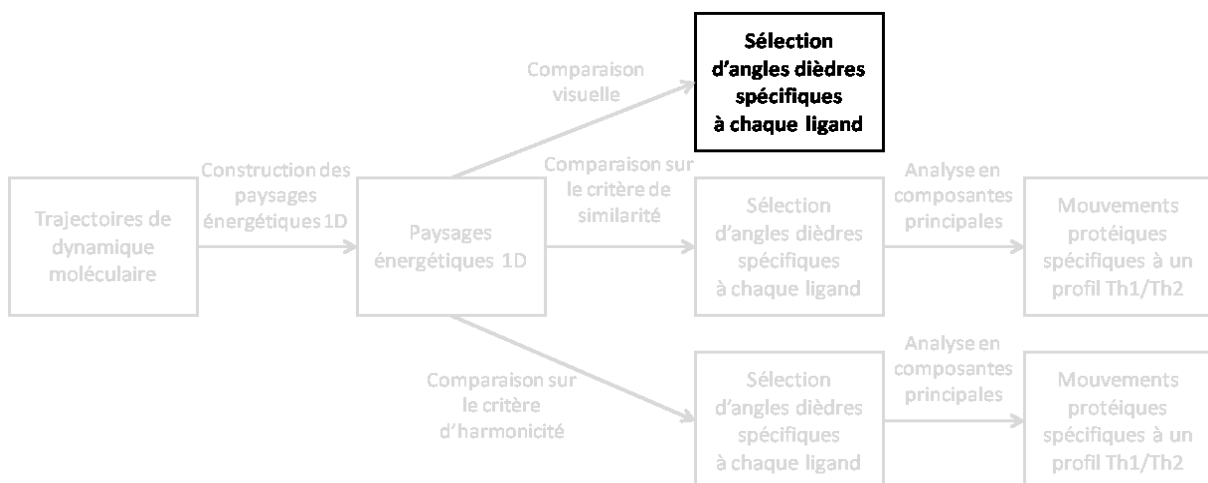 Sélection
d'angles dièdres
spécifiques
à chaque ligand
Comparaison
visuelle
Construction des
paysages
énergétiques 1D
Comparaison sur
le critère de
similarité
Analyse en
composantes
principales
Trajectoires de
dynamique
moléculaire
Paysages
énergétiques 1D
Sélection
d'angles dièdres
spécifiques
à chaque ligand
Mouvements
protéiques
spécifiques à un
profil Th1/Th2
Comparaison sur
le critère
d'harmonicité
Sélection
d'angles dièdres
spécifiques
à chaque ligand
Analyse en
composantes
principales
Mouvements
protéiques
spécifiques à un
profil Th1/Th2